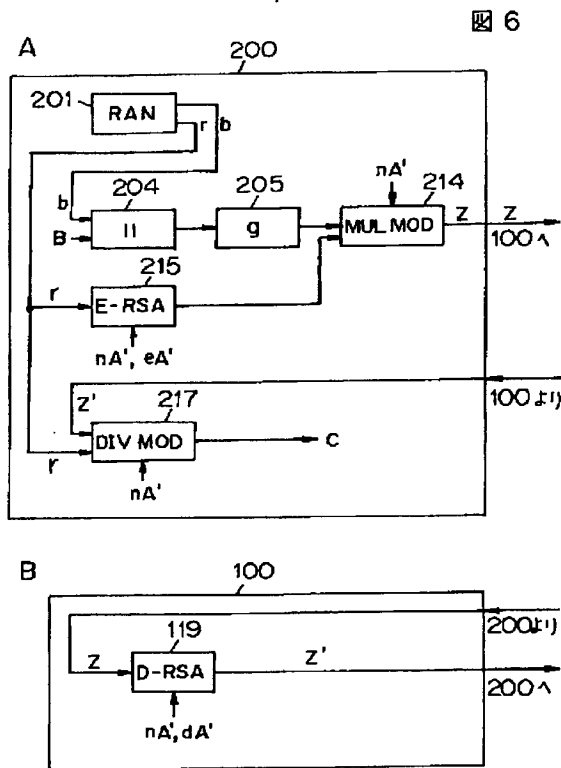 図 6
A
200
201
RAN
r b
b
204
205
nA'
214
B
||
g
MUL MOD
Z
Z
100へ
215
r
E-RSA
nA', eA'
Z'
217
100より
DIV MOD
C
r
nA'
B
100
200より
119
Z
D-RSA
Z'
200へ
nA', dA'